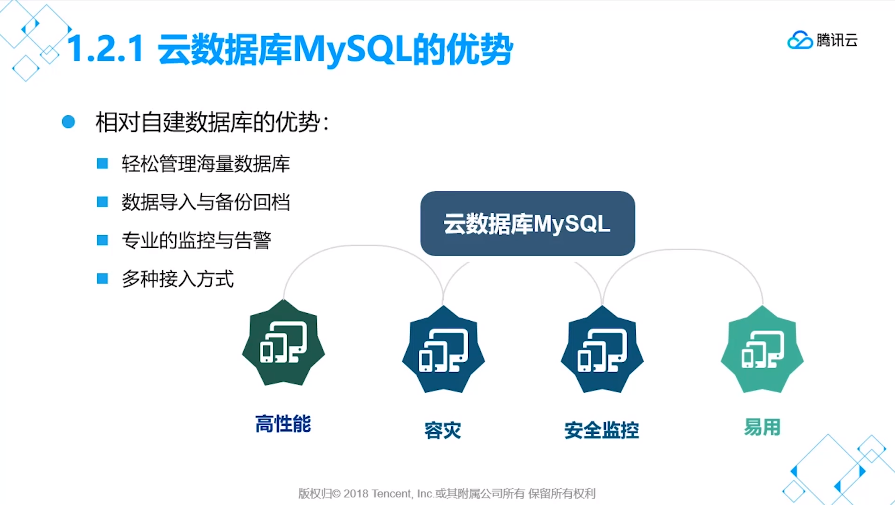 1.2.1 云数据库MySQL的优势
腾讯云
相对自建数据库的优势：
轻松管理海量数据库
数据导入与备份回档
专业的监控与告警
多种接入方式
云数据库MySQL
高性能
容灾
安全监控
易用
版权归© 2018 Tencent, Inc.或其附属公司所有 保留所有权利